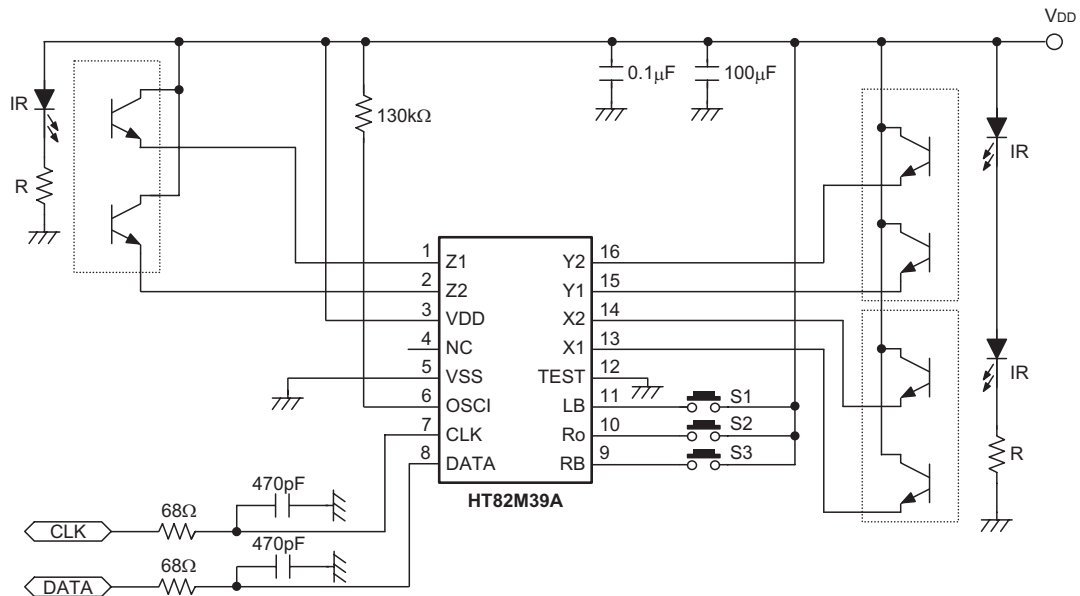 VDD
IR
R
130kΩ
0.1μF
100μF
IR
IR
R
1
Z1
2
Z2
3
VDD
4
NC
5
VSS
6
OSCI
7
CLK
8
DATA
16
Y2
15
Y1
14
X2
13
X1
12
TEST
11
LB
10
Ro
9
RB
S1
S2
S3
HT82M39A
470pF
68Ω
CLK
470pF
68Ω
DATA